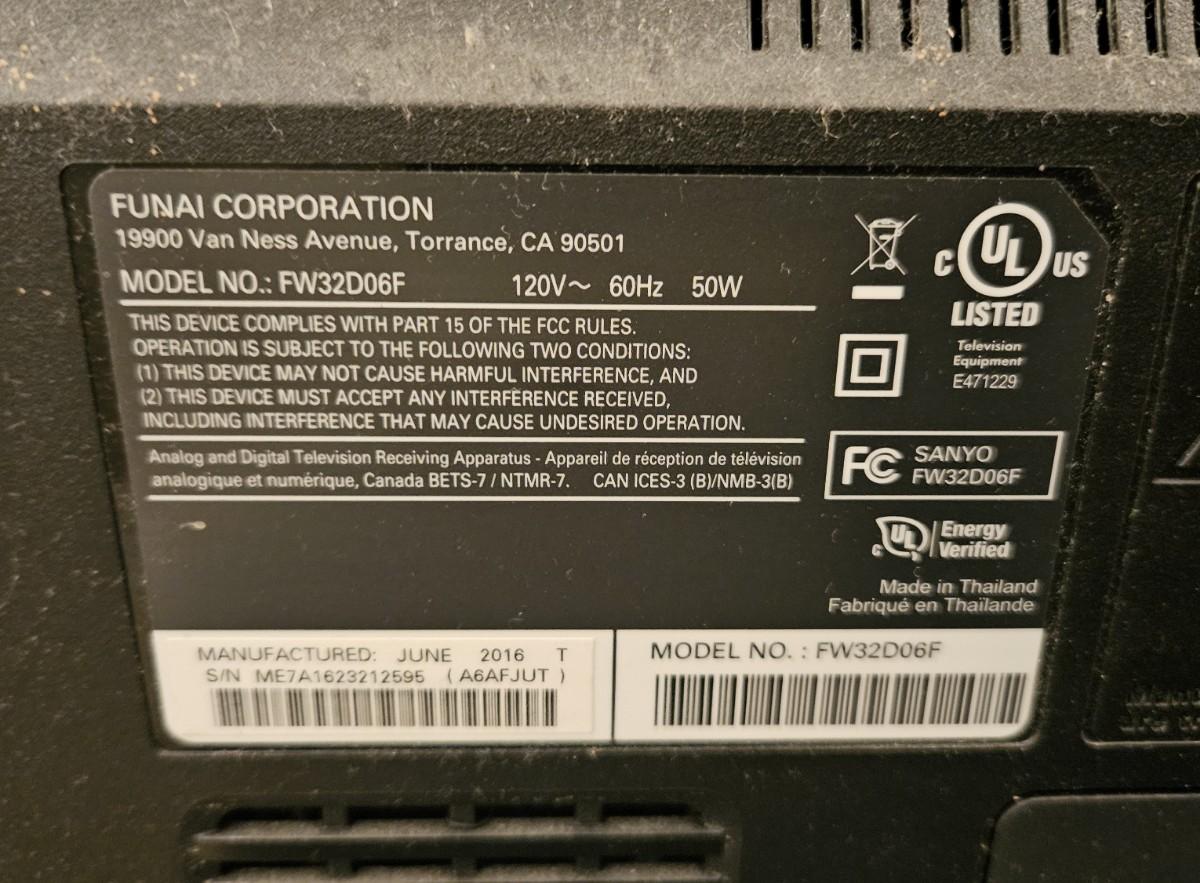 FUNAI CORPORATION
19900 Van Ness Avenue, Torrance, CA 90501
MODEL NO.: FW32D06F 120V~ 60Hz 50W
THIS DEVICE COMPLIES WITH PART 15 OF THE FCC RULES.
OPERATION IS SUBJECT TO THE FOLLOWING TWO CONDITIONS:
(1) THIS DEVICE MAY NOT CAUSE HARMFUL INTERFERENCE, AND
(2) THIS DEVICE MUST ACCEPT ANY INTERFERENCE RECEIVED,
INCLUDING INTERFERENCE THAT MAY CAUSE UNDESIRED OPERATION.
Analog and Digital Television Receiving Apparatus - Appareil de réception de télévision
analogique et numérique, Canada BETS-7 / NTMR-7. CAN ICES-3 (B)/NMB-3(B)
C UL US
LISTED
Television
Equipment
E471229
FC SANYO
FW32D06F
C UL Energy
Verified
Made in Thailand
Fabriqué en Thaïlande
MANUFACTURED: JUNE 2016 T
S/N ME7A1623212595 ( A6AFJUT )
MODEL NO. : FW32D06F